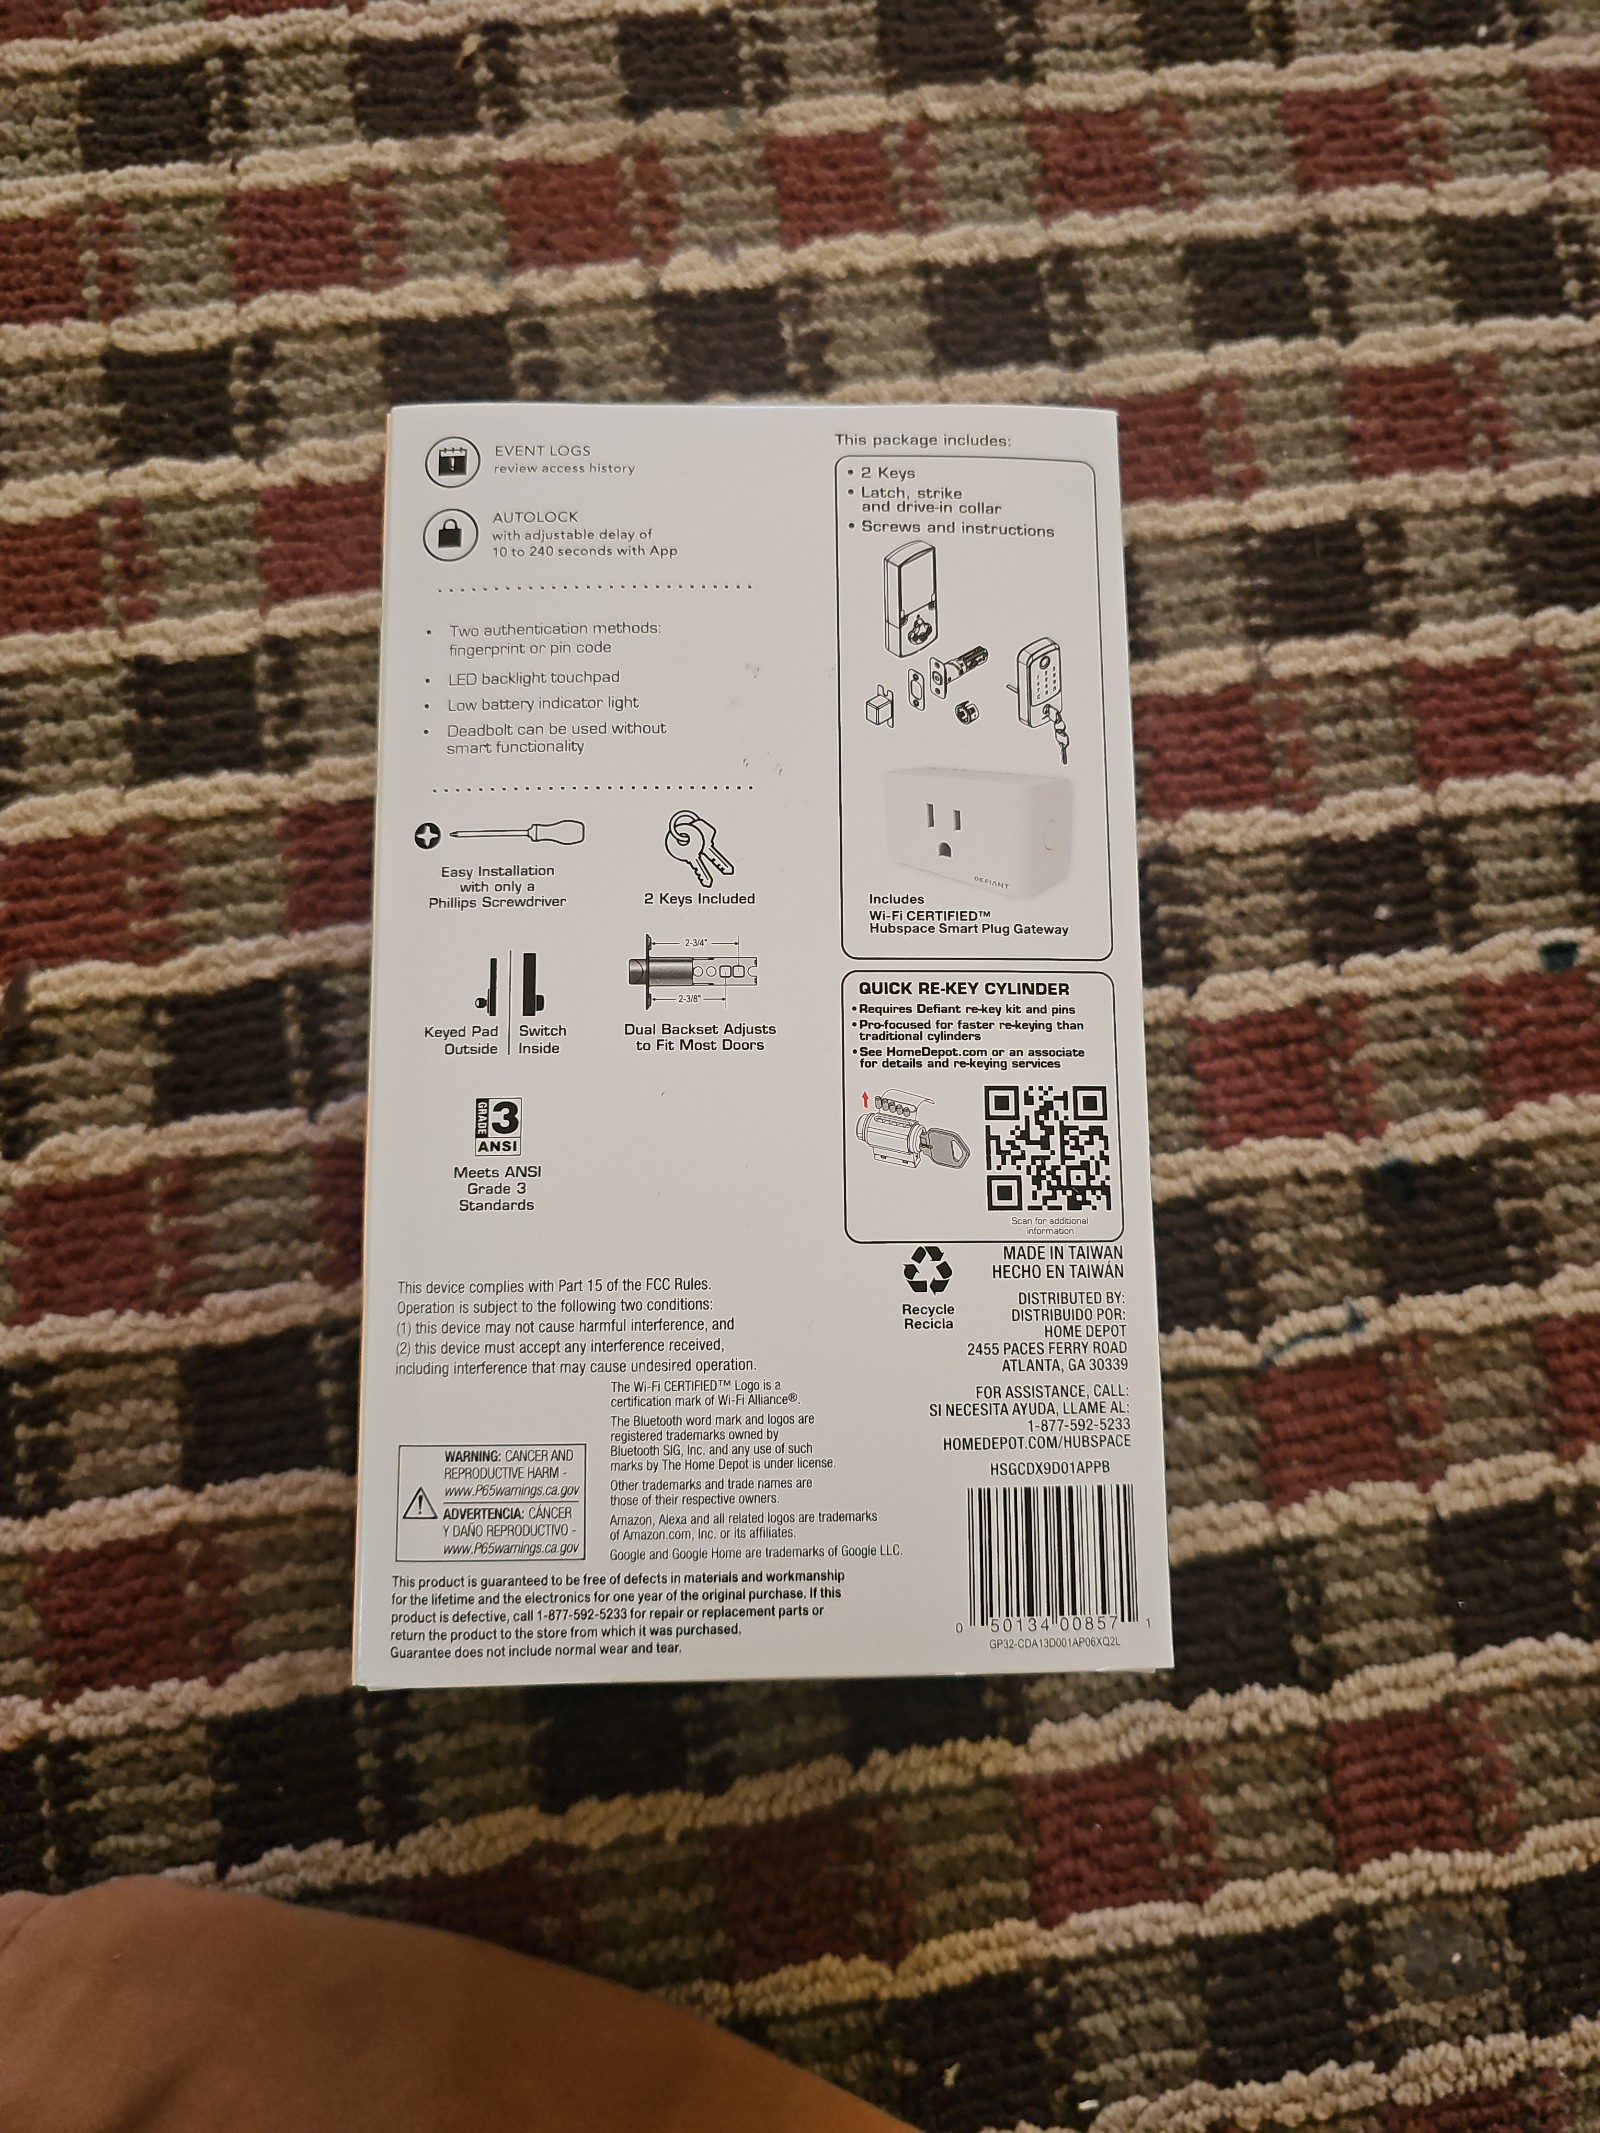 EVENT LOGS
review access history
AUTOLOCK
with adjustable delay of
10 to 240 seconds with App
• Two authentication methods:
fingerprint or pin code
• LED backlight touchpad
• Low battery indicator light
• Deadbolt can be used without
smart functionality
Easy Installation
with only a
Phillips Screwdriver
2 Keys Included
Keyed Pad
Outside
Switch
Inside
2-3/4"
2-3/8"
Dual Backset Adjusts
to Fit Most Doors
GRADE 3
ANSI
Meets ANSI
Grade 3
Standards
This package includes:
• 2 Keys
• Latch, strike
and drive-in collar
• Screws and instructions
DEFIANT
Includes
Wi-Fi CERTIFIED™
Hubspace Smart Plug Gateway
QUICK RE-KEY CYLINDER
• Requires Defiant re-key kit and pins
• Pro-focused for faster re-keying than
traditional cylinders
• See HomeDepot.com or an associate
for details and re-keying services
Scan for additional
information
Recycle
Recicla
MADE IN TAIWAN
HECHO EN TAIWÁN
DISTRIBUTED BY:
DISTRIBUIDO POR:
HOME DEPOT
2455 PACES FERRY ROAD
ATLANTA, GA 30339
FOR ASSISTANCE, CALL:
SI NECESITA AYUDA, LLAME AL:
1-877-592-5233
HOMEDEPOT.COM/HUBSPACE
HSGCDX9D01APPB
0 50134 00857 1
GP32-CDA13D001AP06XQ2L
This device complies with Part 15 of the FCC Rules.
Operation is subject to the following two conditions:
(1) this device may not cause harmful interference, and
(2) this device must accept any interference received,
including interference that may cause undesired operation.
The Wi-Fi CERTIFIED™ Logo is a
certification mark of Wi-Fi Alliance®.
The Bluetooth word mark and logos are
registered trademarks owned by
Bluetooth SIG, Inc. and any use of such
marks by The Home Depot is under license.
Other trademarks and trade names are
those of their respective owners.
Amazon, Alexa and all related logos are trademarks
of Amazon.com, Inc. or its affiliates.
Google and Google Home are trademarks of Google LLC.
WARNING: CANCER AND
REPRODUCTIVE HARM -
www.P65warnings.ca.gov
ADVERTENCIA: CÁNCER
Y DAÑO REPRODUCTIVO -
www.P65warnings.ca.gov
This product is guaranteed to be free of defects in materials and workmanship
for the lifetime and the electronics for one year of the original purchase. If this
product is defective, call 1-877-592-5233 for repair or replacement parts or
return the product to the store from which it was purchased.
Guarantee does not include normal wear and tear.